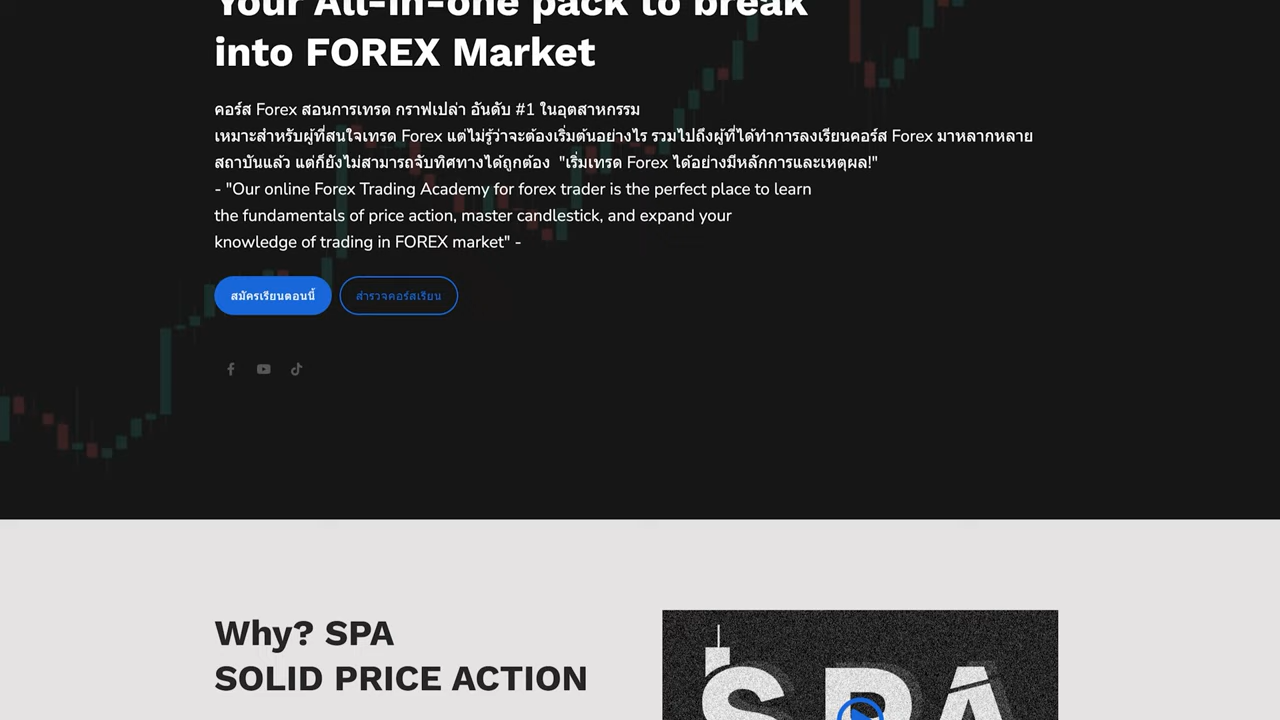 Your All-in-one pack to break
into FOREX Market
คอร์ส Forex สอนการเทรด กราฟเปล่า อันดับ #1 ในอุตสาหกรรม
เหมาะสำหรับผู้ที่สนใจเทรด Forex แต่ไม่รู้ว่าจะต้องเริ่มต้นอย่างไร รวมไปถึงผู้ที่ได้ทำการลงเรียนคอร์ส Forex มาหลากหลาย
สถาบันแล้ว แต่ก็ยังไม่สามารถจับทิศทางได้ถูกต้อง "เริ่มเทรด Forex ได้อย่างมีหลักการและเหตุผล!"
- "Our online Forex Trading Academy for forex trader is the perfect place to learn
the fundamentals of price action, master candlestick, and expand your
knowledge of trading in FOREX market" -
สมัครเรียนตอนนี้ สำรวจคอร์สเรียน
Why? SPA
SOLID PRICE ACTION
SPA